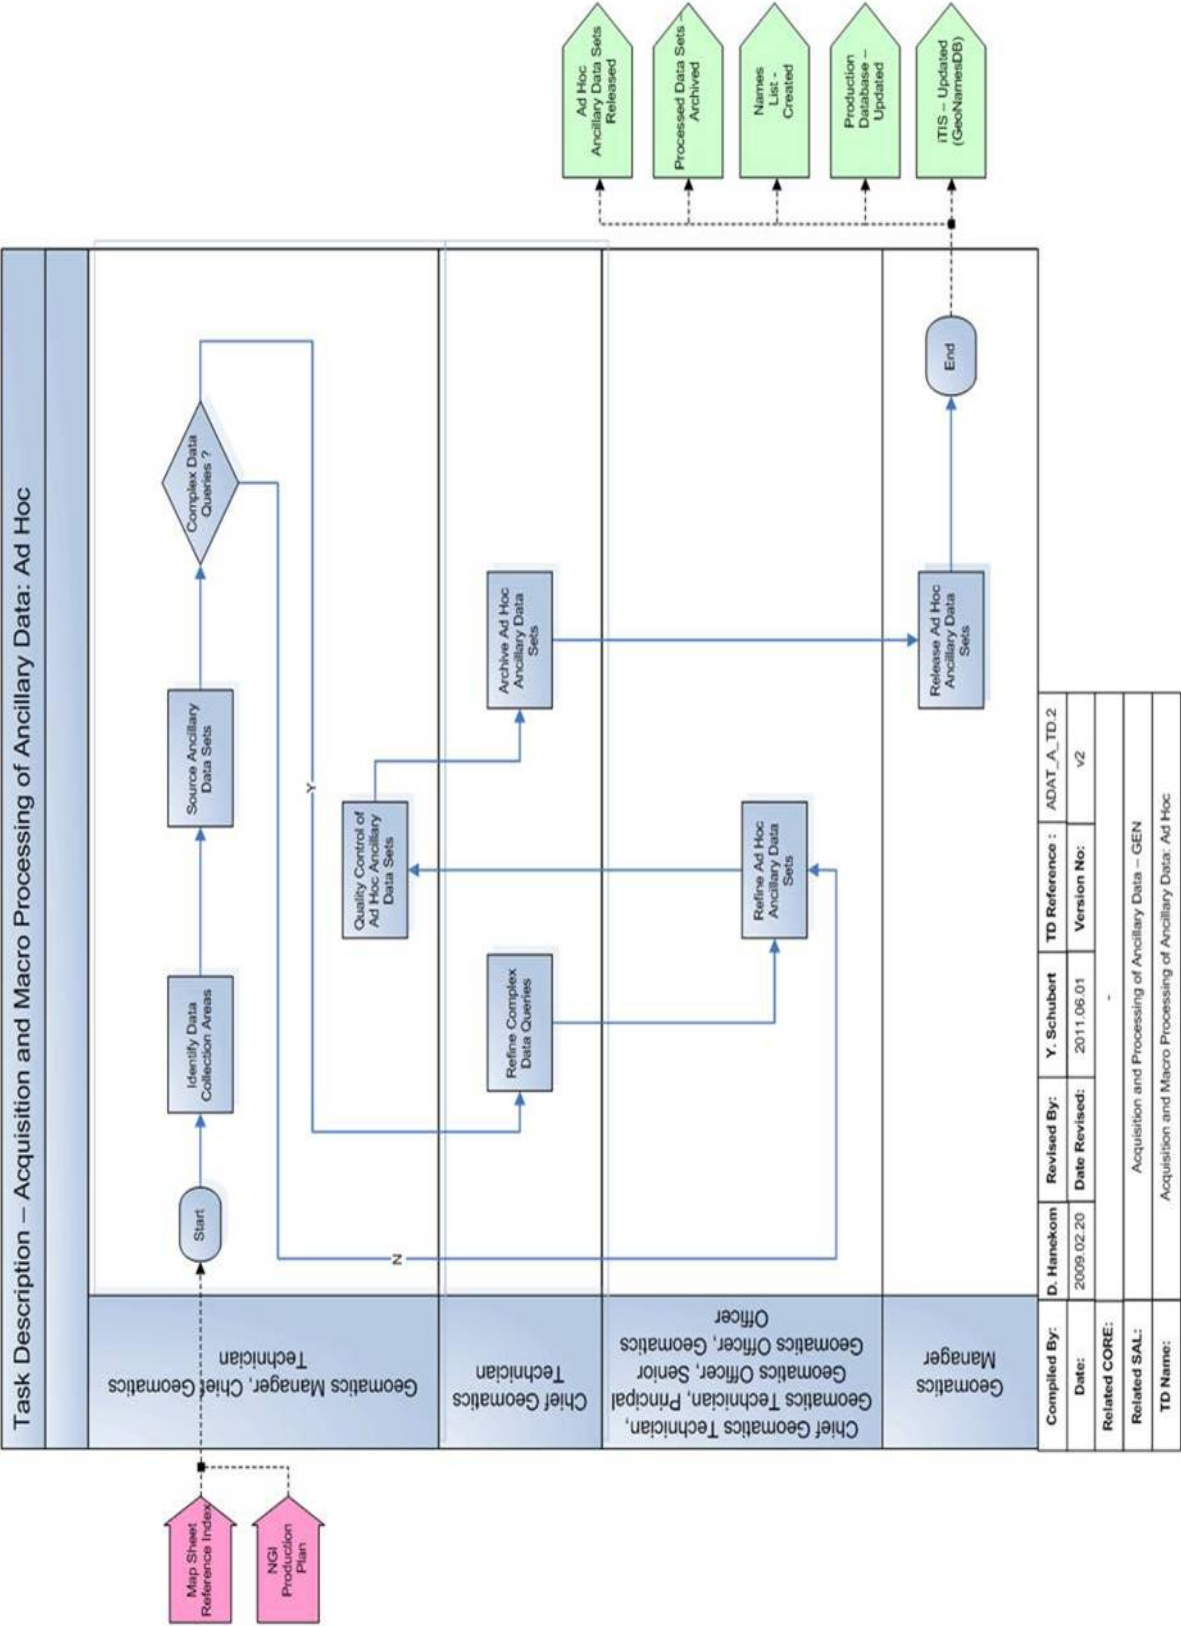 Task Description – Acquisition and Macro Processing of Ancillary Data: Ad Hoc
Map Sheet
Reference Index
NGI
Production
Plan
Geomatics Manager, Chief Geomatics
Technician
Start
Identify Data
Collection Areas
Source Ancillary
Data Sets
Complex Data
Queries ?
Y
N
Quality Control of
Ad Hoc Ancillary
Data Sets
Chief Geomatics
Technician
Refine Complex
Data Queries
Archive Ad Hoc
Ancillary Data
Sets
Chief Geomatics Technician,
Geomatics Technician, Principal
Geomatics Officer, Senior
Geomatics Officer, Geomatics
Officer
Refine Ad Hoc
Ancillary Data
Sets
Geomatics
Manager
Release Ad Hoc
Ancillary Data
Sets
End
Ad Hoc
Ancillary Data Sets
Released
Processed Data Sets –
Archived
Names
List -
Created
Production
Database –
Updated
iTIS – Updated
(GeoNamesDB)
Compiled By: D. Hanekom Revised By: Y. Schubert TD Reference : ADAT_A_TD.2
Date: 2009.02.20 Date Revised: 2011.06.01 Version No: v2
Related CORE: -
Related SAL: Acquisition and Processing of Ancillary Data – GEN
TD Name: Acquisition and Macro Processing of Ancillary Data: Ad Hoc